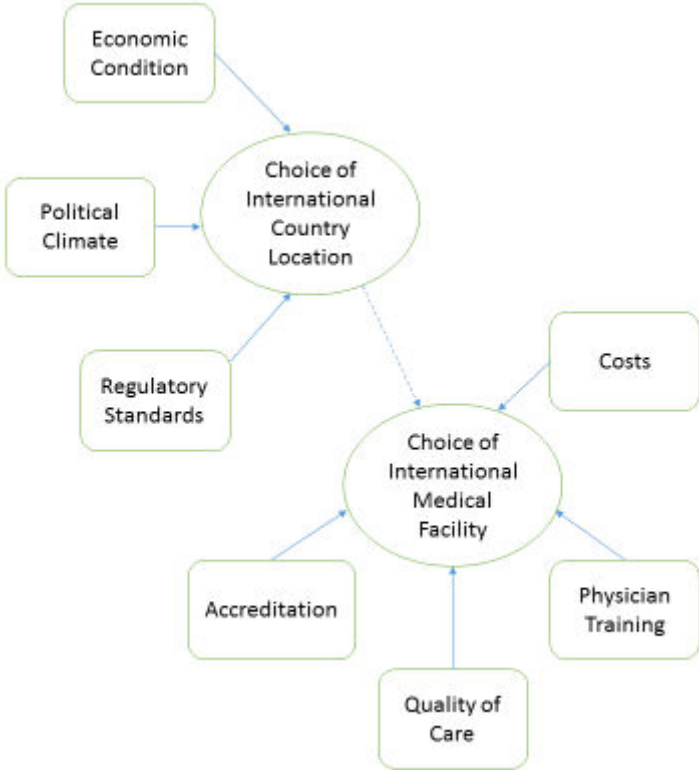 Economic
Condition
Choice of
International
Country
Location
Political
Climate
Regulatory
Standards
Costs
Choice of
International
Medical
Facility
Accreditation
Physician
Training
Quality of
Care